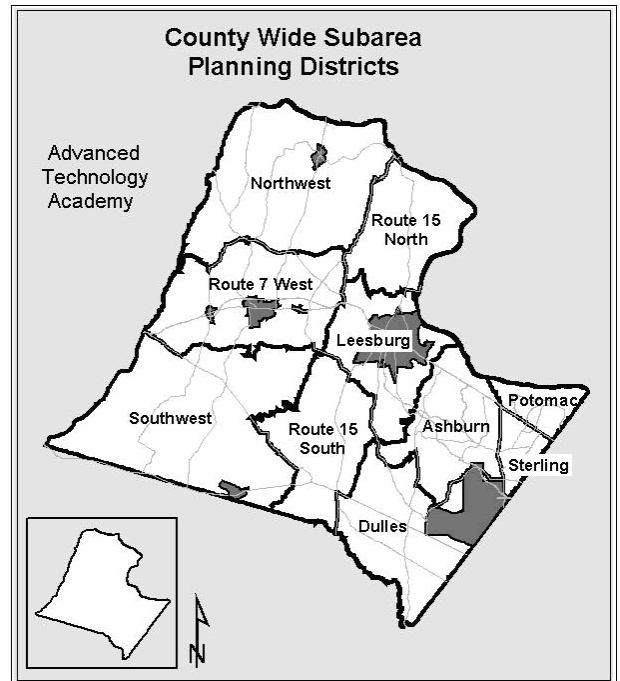 County Wide Subarea
Planning Districts
Advanced
Technology
Academy
Northwest
Route 15
North
Route 7 West
Leesburg
Southwest
Route 15
South
Ashburn
Potomac
Sterling
Dulles
N